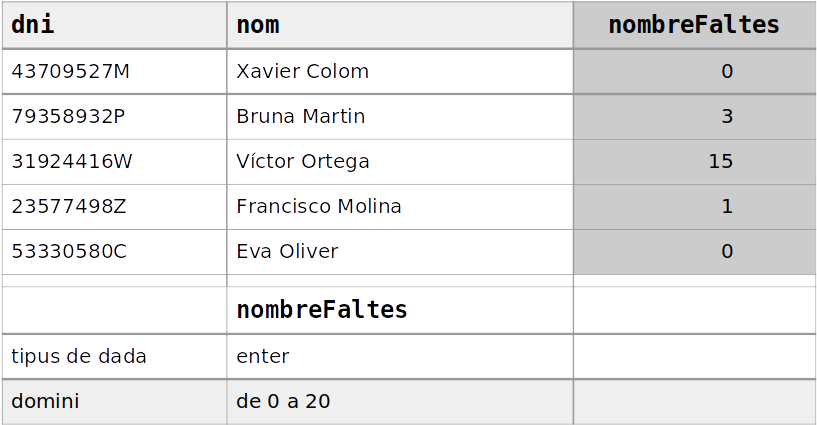 dni nom nombreFaltes
43709527M Xavier Colom 0
79358932P Bruna Martin 3
31924416W Víctor Ortega 15
23577498Z Francisco Molina 1
53330580C Eva Oliver 0
nombreFaltes
tipus de dada enter
domini de 0 a 20